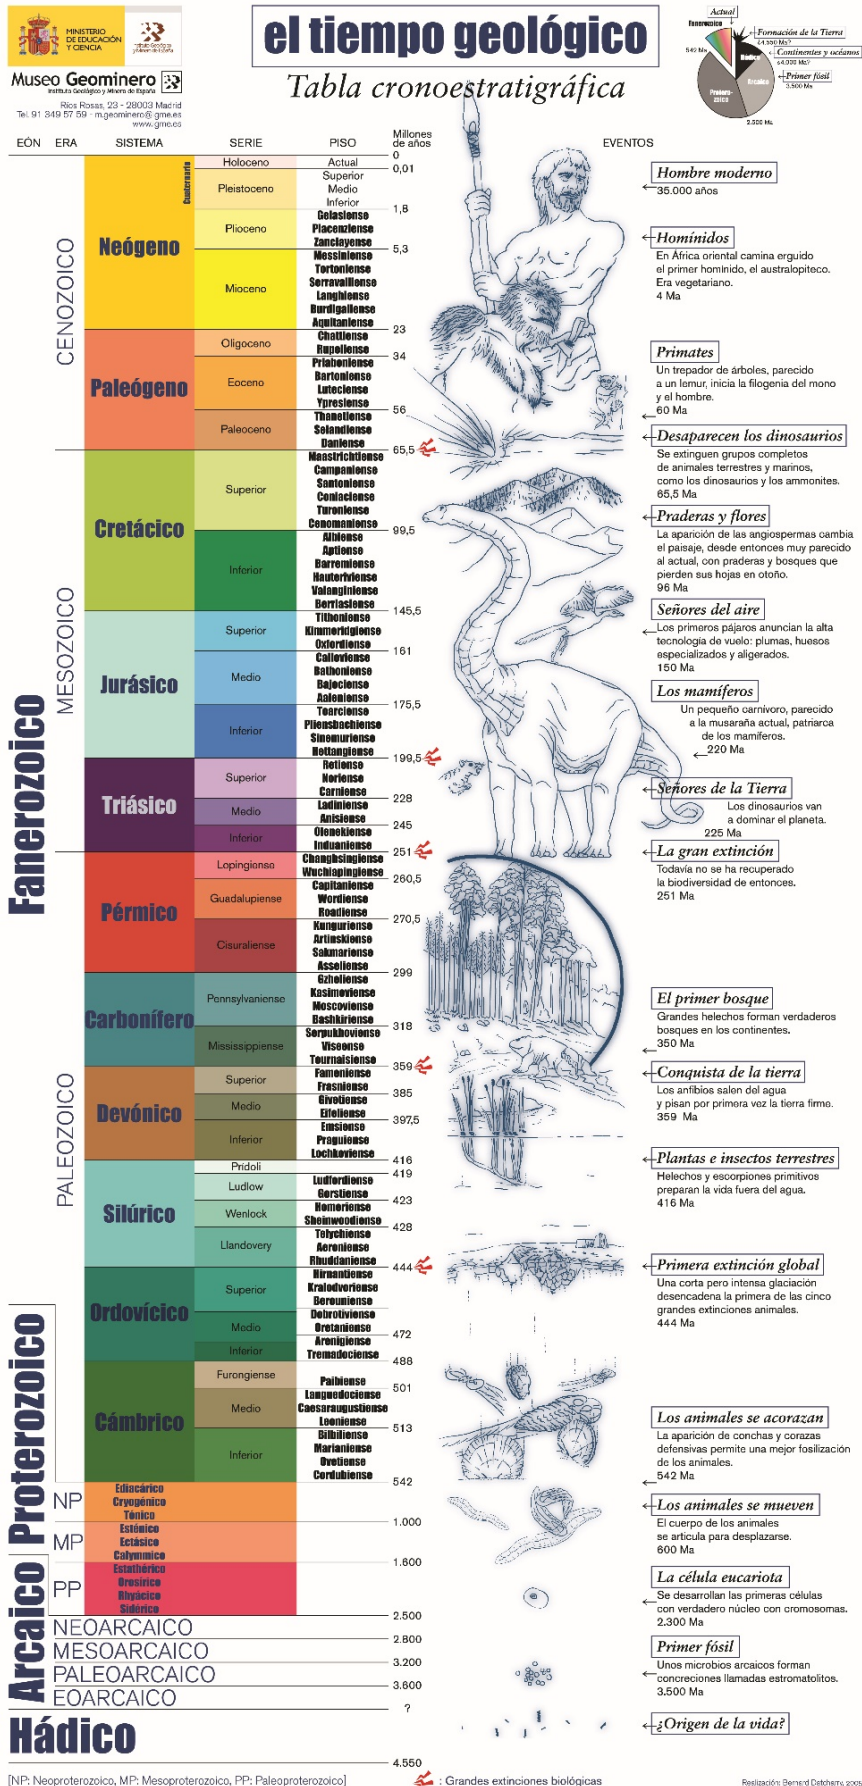 MINISTERIO
DE EDUCACIÓN
Y CIENCIA
Instituto Geológico
y Minero de España
Museo Geominero
Instituto Geológico y Minero de España
Ríos Rosas, 23 - 28003 Madrid
Tel. 91 349 57 59 - m.geominero@igme.es
www.igme.es
el tiempo geológico
Tabla cronoestratigráfica
Actual
Fanerozoico
542 Ma
Formación de la Tierra
(4.550 Ma?
Continentes y océanos
±4.000 Ma?
Primer fósil
3.500 Ma
Hádico
Arcaico
Protero-
zoico
2.500 Ma
EÓN ERA SISTEMA SERIE PISO Millones de años EVENTOS
0
Holoceno Actual
0,01
Cuaternario
Pleistoceno
Superior
Medio
Inferior
1,8
Neógeno
Plioceno
Gelasiense
Placenziense
Zanclayense
5,3
Mioceno
Messiniense
Tortoniense
Serravalliense
Langhiense
Burdigaliense
Aquitaniense
23
CENOZOICO
Paleógeno
Oligoceno
Chattiense
Rupeliense
34
Eoceno
Priaboniense
Bartoniense
Luteciense
Ypresiense
56
Paleoceno
Thanetiense
Selandiense
Daniense
65,5
Cretácico
Superior
Maastrichtiense
Campaniense
Santoniense
Coniaciense
Turoniense
Cenomaniense
99,5
Inferior
Albiense
Aptiense
Barremiense
Hauteriviense
Valanginiense
Berriasiense
145,5
MESOZOICO
Jurásico
Superior
Tithoniense
Kimmeridgiense
Oxfordiense
161
Medio
Calloviense
Bathoniense
Bajociense
Aaleniense
175,5
Inferior
Toarciense
Pliensbachiense
Sinemuriense
Hettangiense
199,5
Triásico
Superior
Retiense
Noriense
Carniense
228
Medio
Ladiniense
Anisiense
245
Inferior
Olenekiense
Induaniense
251
Fanerozoico
Pérmico
Lopingiense
Changhsingiense
Wuchiapingiense
260,5
Guadalupiense
Capitaniense
Wordiense
Roadiense
270,5
Cisuraliense
Kunguriense
Artinskiense
Sakmariense
Asseliense
299
Carbonífero
Pennsylvaniense
Gzheliense
Kasimoviense
Moscoviense
Bashkiriense
318
Mississippiense
Serpukhoviense
Viseense
Tournaisiense
359
PALEOZOICO
Devónico
Superior
Fameniense
Frasniense
385
Medio
Givetiense
Eifeliense
397,5
Inferior
Emsiense
Praguiense
Lochkoviense
416
Silúrico
Prídoli
419
Ludlow
Ludfordiense
Gorstiense
423
Wenlock
Homeriense
Sheinwoodiense
428
Llandovery
Telychiense
Aeroniense
Rhuddaniense
444
Ordovícico
Superior
Hirnantiense
Kralodvoriense
Berouniense
Medio
Dobrotiviense
Oretaniense
472
Inferior
Arenigiense
Tremadociense
488
Cámbrico
Furongiense
Paibiense
501
Medio
Languedociense
Caesaraugustiense
Leoniense
513
Inferior
Bilbiliense
Marianiense
Ovetiense
Cordubiense
542
Proterozoico
NP
Ediacárico
Cryogénico
Tónico
1.000
MP
Esténico
Ectásico
Calymmico
1.600
PP
Estathérico
Orosírico
Rhyácico
Sidérico
2.500
Arcaico
NEOARCAICO
2.800
MESOARCAICO
3.200
PALEOARCAICO
3.600
EOARCAICO
?
Hádico
4.550
Hombre moderno
35.000 años
Homínidos
En África oriental camina erguido
el primer homínido, el australopiteco.
Era vegetariano.
4 Ma
Primates
Un trepador de árboles, parecido
a un lemur, inicia la filogenia del mono
y el hombre.
60 Ma
Desaparecen los dinosaurios
Se extinguen grupos completos
de animales terrestres y marinos,
como los dinosaurios y los ammonites.
65,5 Ma
Praderas y flores
La aparición de las angiospermas cambia
el paisaje, desde entonces muy parecido
al actual, con praderas y bosques que
pierden sus hojas en otoño.
96 Ma
Señores del aire
Los primeros pájaros anuncian la alta
tecnología de vuelo: plumas, huesos
especializados y aligerados.
150 Ma
Los mamíferos
Un pequeño carnívoro, parecido
a la musaraña actual, patriarca
de los mamíferos.
220 Ma
Señores de la Tierra
Los dinosaurios van
a dominar el planeta.
225 Ma
La gran extinción
Todavía no se ha recuperado
la biodiversidad de entonces.
251 Ma
El primer bosque
Grandes helechos forman verdaderos
bosques en los continentes.
350 Ma
Conquista de la tierra
Los anfibios salen del agua
y pisan por primera vez la tierra firme.
359 Ma
Plantas e insectos terrestres
Helechos y escorpiones primitivos
preparan la vida fuera del agua.
416 Ma
Primera extinción global
Una corta pero intensa glaciación
desencadena la primera de las cinco
grandes extinciones animales.
444 Ma
Los animales se acorazan
La aparición de conchas y corazas
defensivas permite una mejor fosilización
de los animales.
542 Ma
Los animales se mueven
El cuerpo de los animales
se articula para desplazarse.
600 Ma
La célula eucariota
Se desarrollan las primeras células
con verdadero núcleo con cromosomas.
2.300 Ma
Primer fósil
Unos microbios arcaicos forman
concreciones llamadas estromatolitos.
3.500 Ma
¿Origen de la vida?
[NP: Neoproterozoico, MP: Mesoproterozoico, PP: Paleoproterozoico]
: Grandes extinciones biológicas
Realización: Bernard Datcharry, 2005